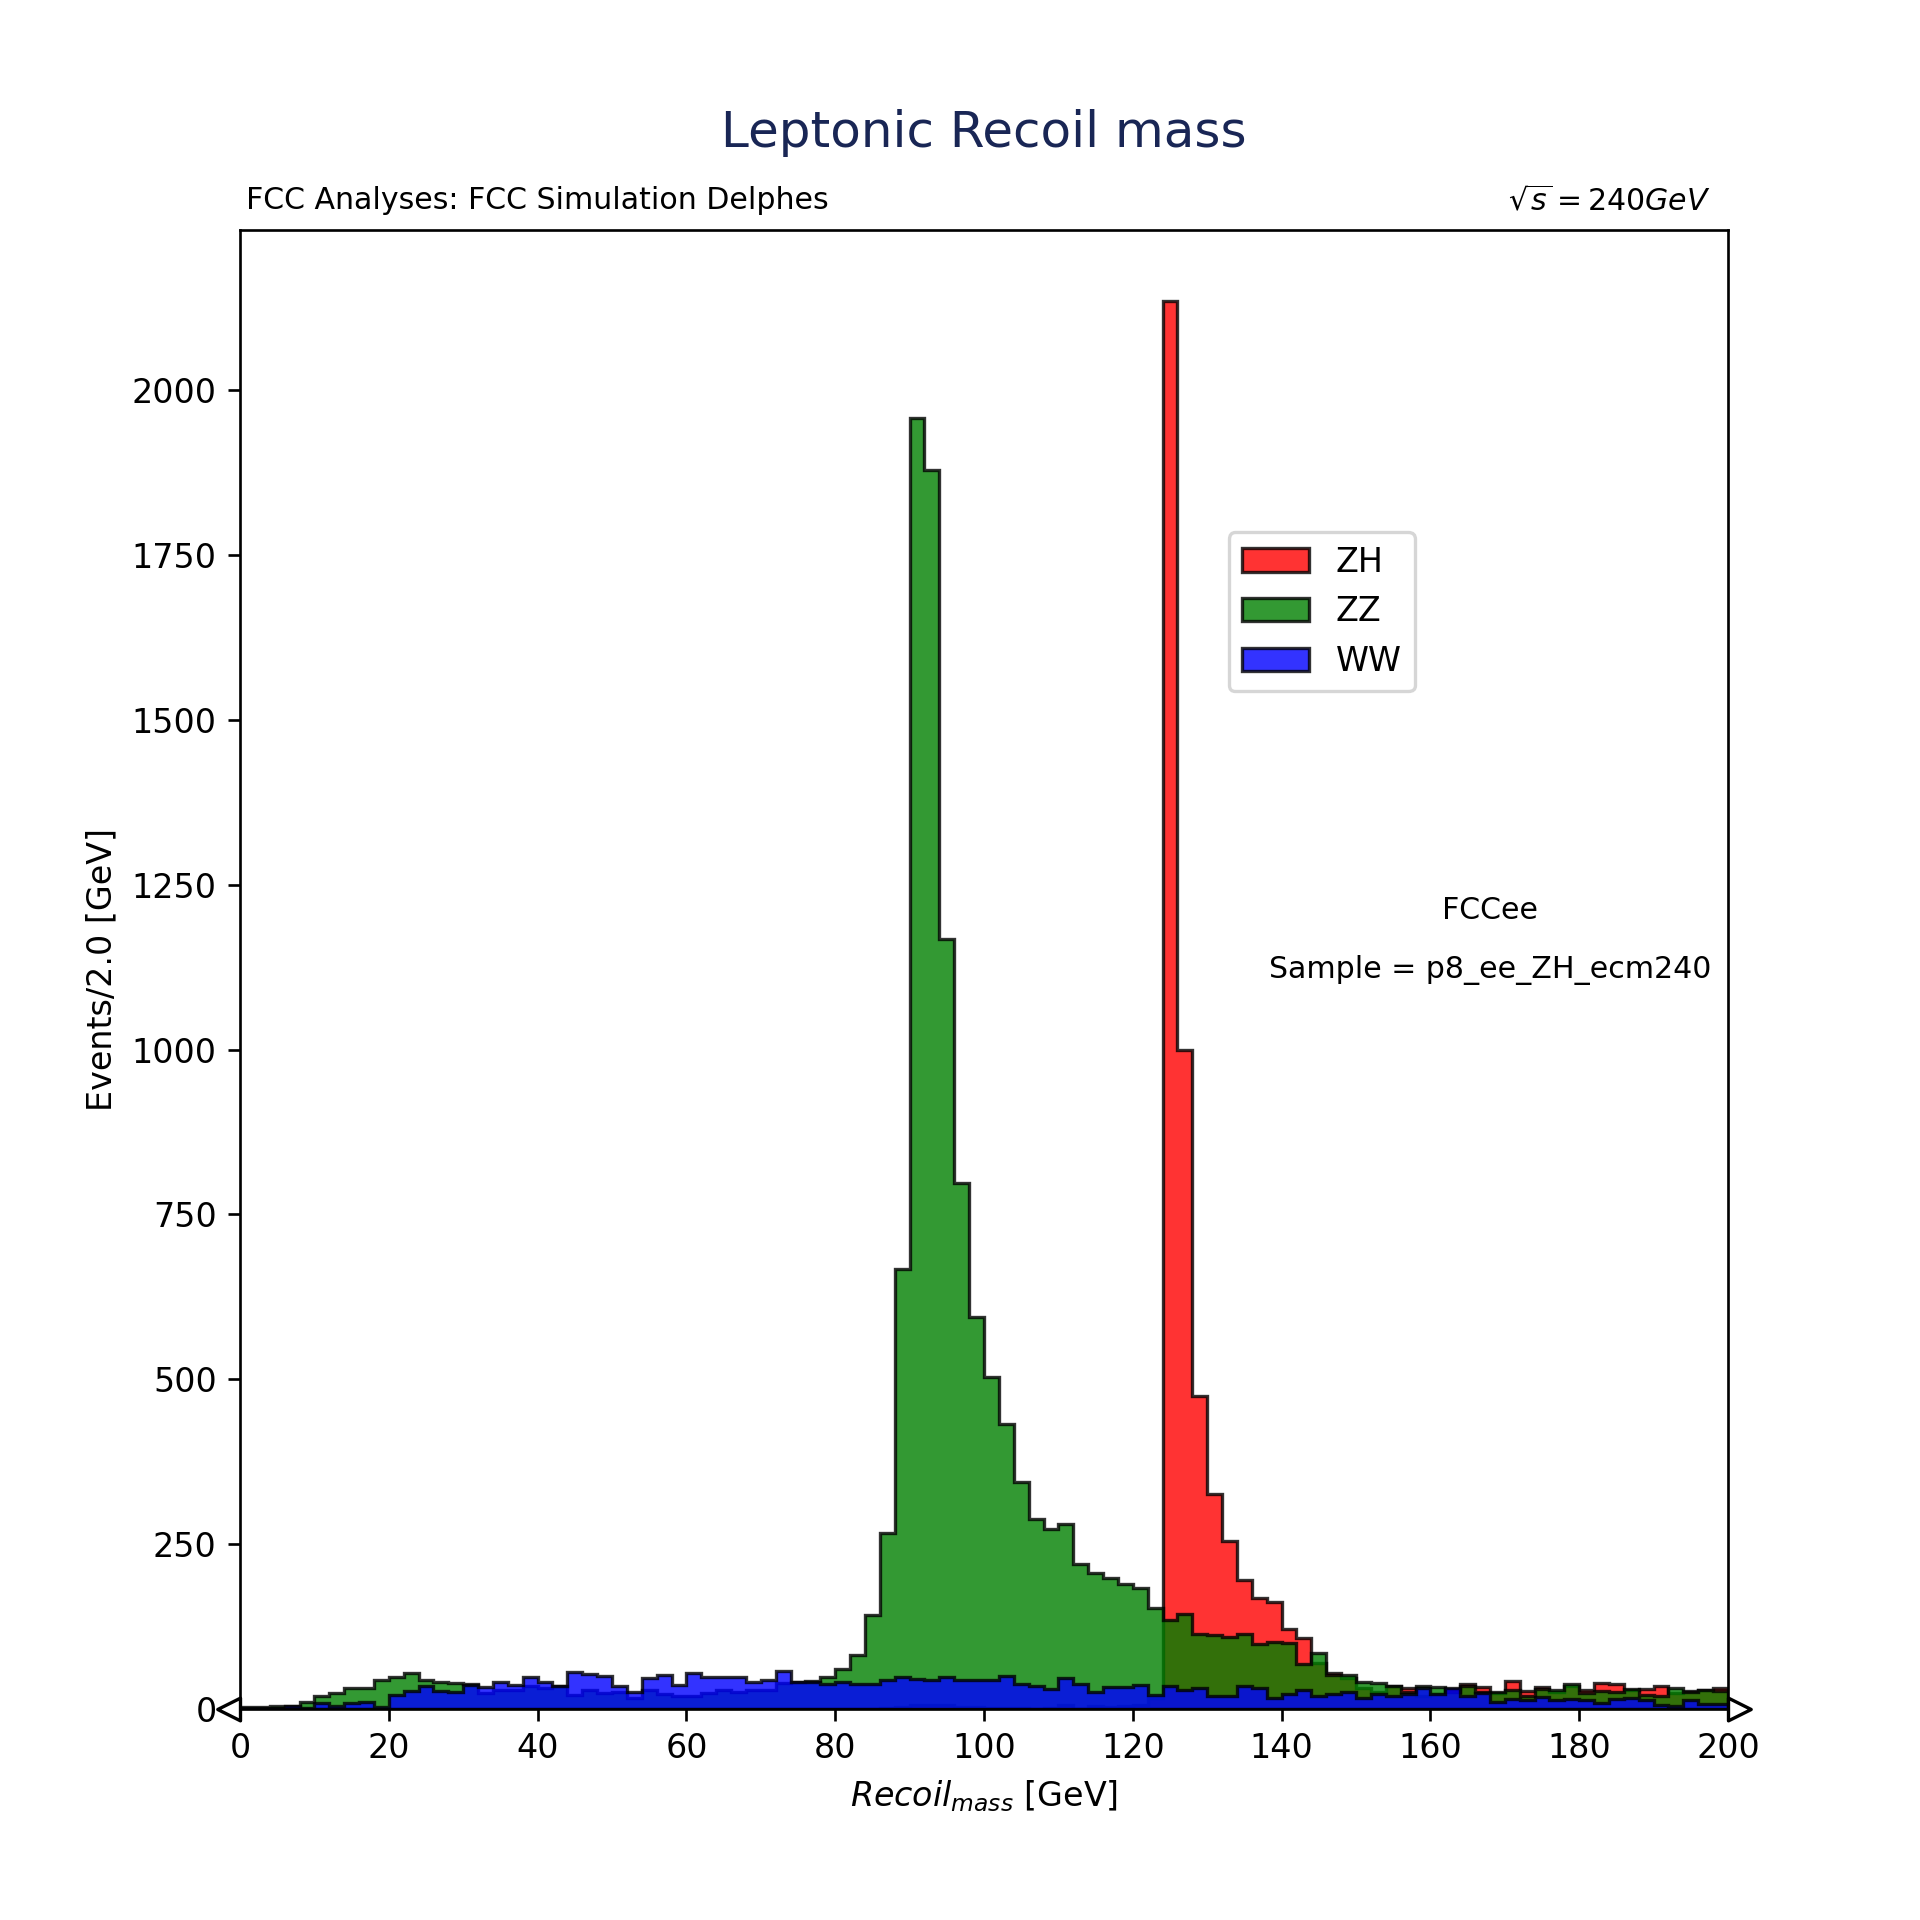 Leptonic Recoil mass
FCC Analyses: FCC Simulation Delphes
√s = 240GeV
2000
1750
1500
1250
1000
750
500
250
0
Events/2.0 [GeV]
ZH
ZZ
WW
FCCee
Sample = p8_ee_ZH_ecm240
0 20 40 60 80 100 120 140 160 180 200
Recoil_mass [GeV]